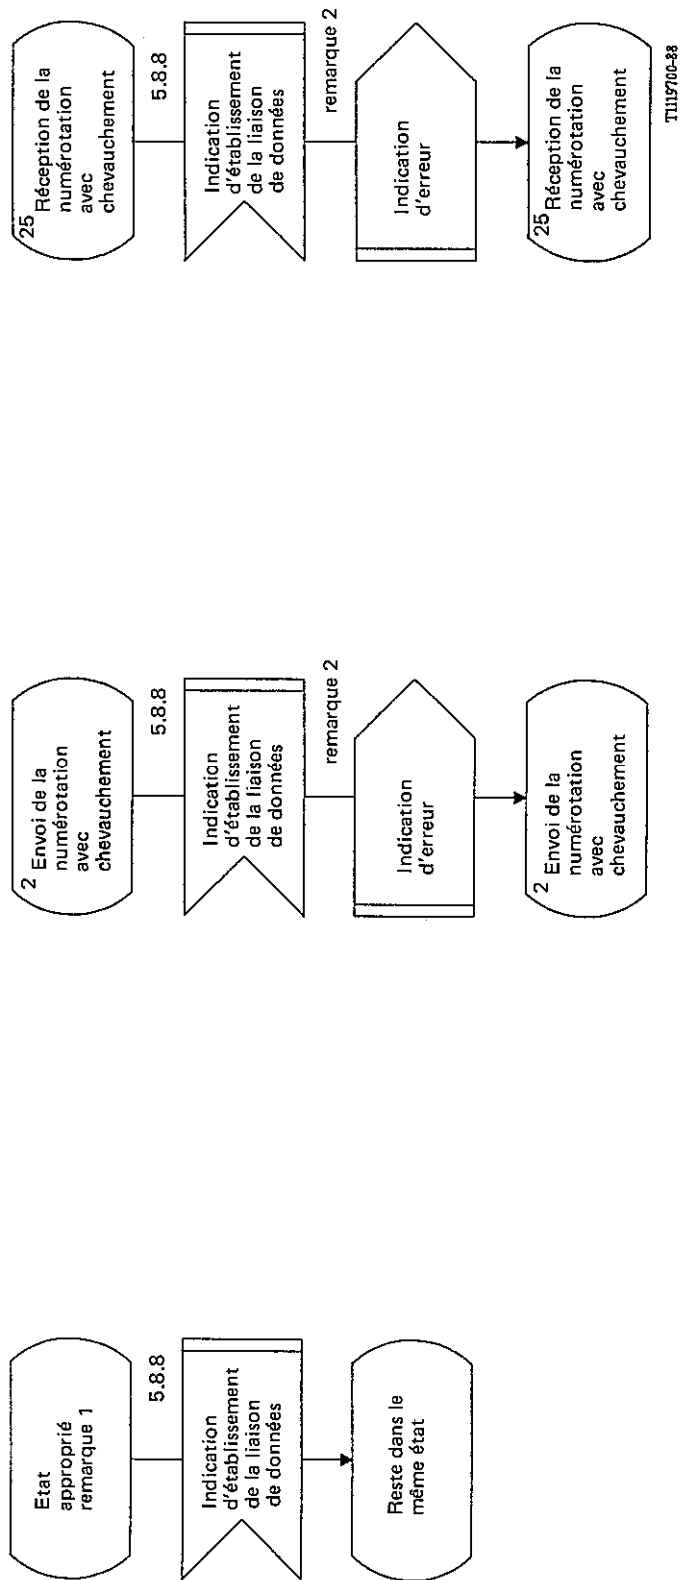 Etat
approprié
remarque 1
5.8.8
Indication
d'établissement
de la liaison
de données
Reste dans le
même état
2 Envoi de la
numérotation
avec
chevauchement
5.8.8
Indication
d'établissement
de la liaison
de données
remarque 2
Indication
d'erreur
2 Envoi de la
numérotation
avec
chevauchement
25 Réception de la
numérotation
avec
chevauchement
5.8.8
Indication
d'établissement
de la liaison
de données
remarque 2
Indication
d'erreur
25 Réception de la
numérotation
avec
chevauchement
T1119700-88